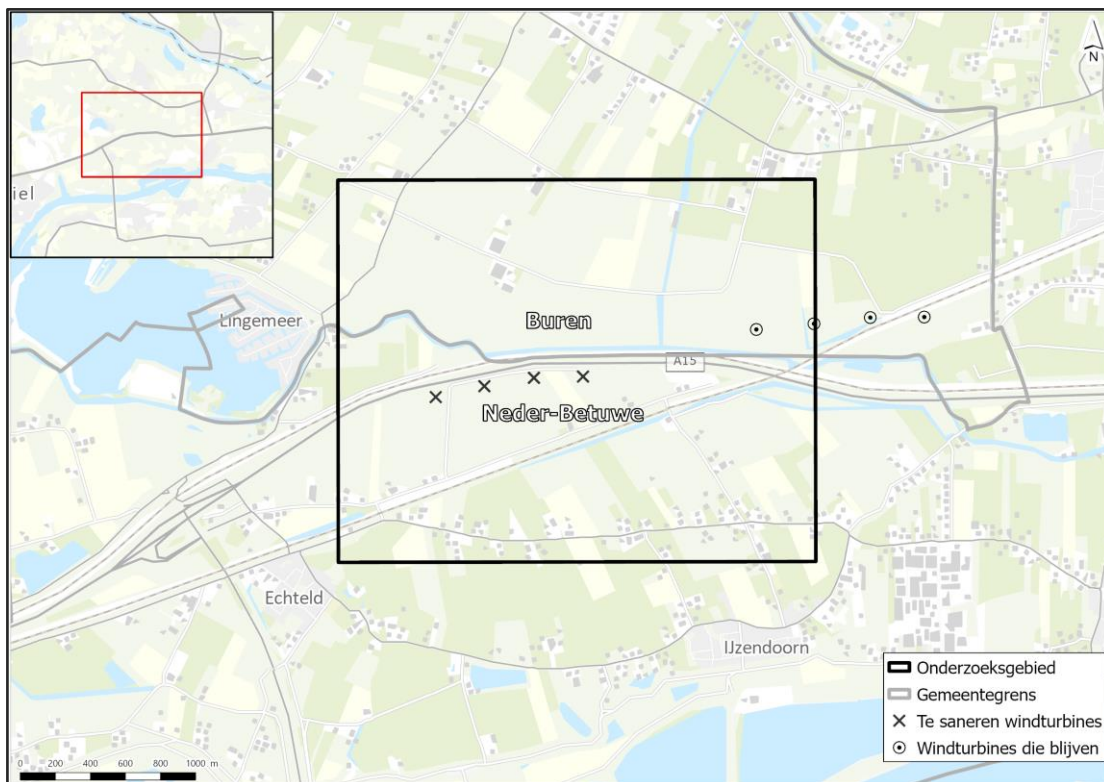 N
iel
Lingemeer
Buren
A15
Neder-Betuwe
Echteld
IJzendoorn
Onderzoeksgebied
Gemeentegrens
Te saneren windturbines
Windturbines die blijven
0 200 400 600 800 1000 m